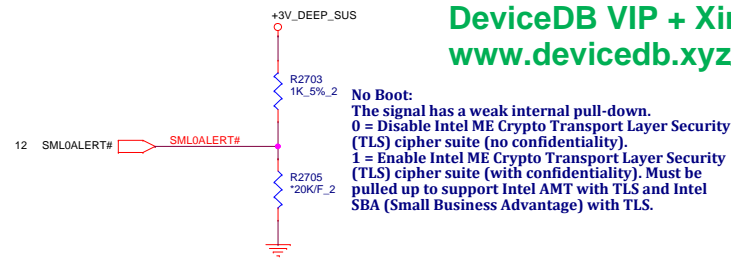 +3V_DEEP_SUS
DeviceDB VIP + Xin
www.devicedb.xyz
R2703
1K_5%_2
No Boot:
The signal has a weak internal pull-down.
0 = Disable Intel ME Crypto Transport Layer Security
(TLS) cipher suite (no confidentiality).
1 = Enable Intel ME Crypto Transport Layer Security
(TLS) cipher suite (with confidentiality). Must be
pulled up to support Intel AMT with TLS and Intel
SBA (Small Business Advantage) with TLS.
12 SML0ALERT# SML0ALERT#
R2705
*20K/F_2